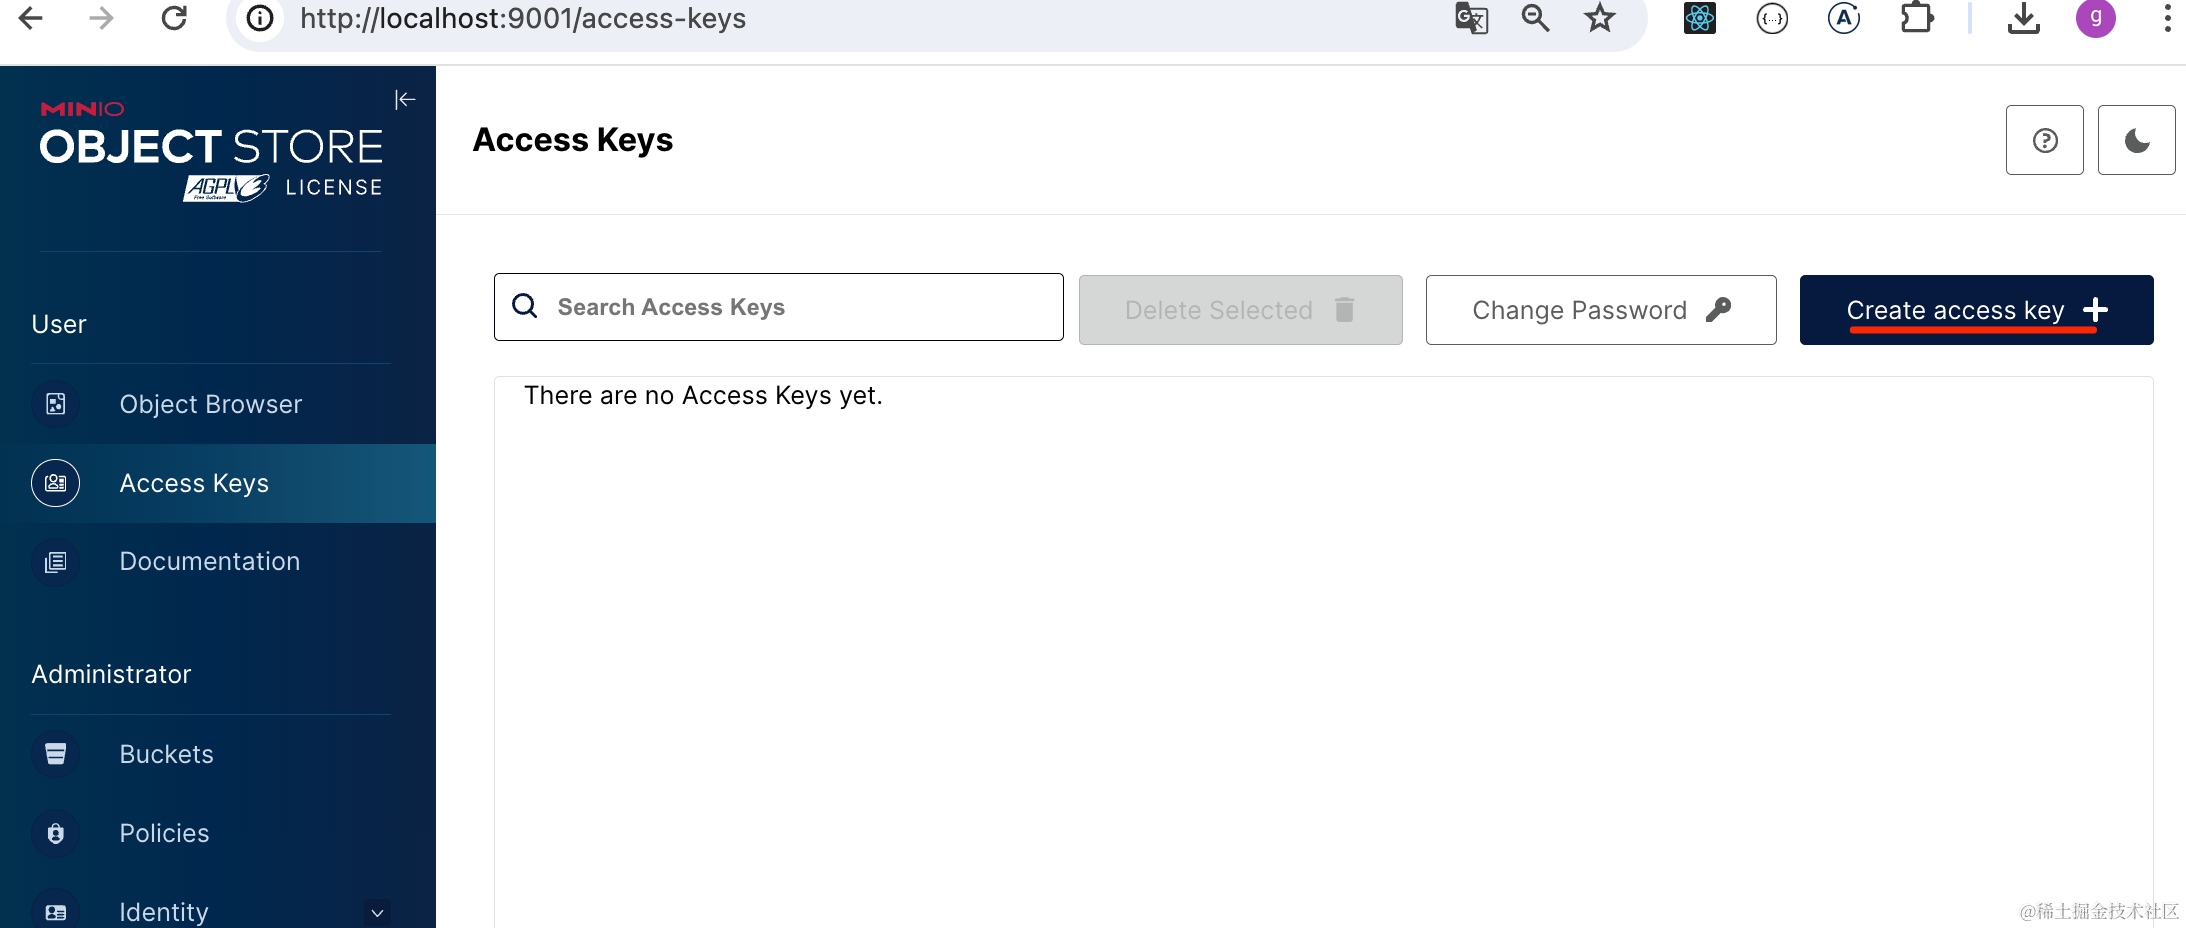 http://localhost:9001/access-keys
g
MINIO
OBJECT STORE
AGPLv3 LICENSE
Free Software
Access Keys
User
Object Browser
Access Keys
Documentation
Administrator
Buckets
Policies
Identity
Search Access Keys
Delete Selected
Change Password
Create access key
There are no Access Keys yet.
@稀土掘金技术社区